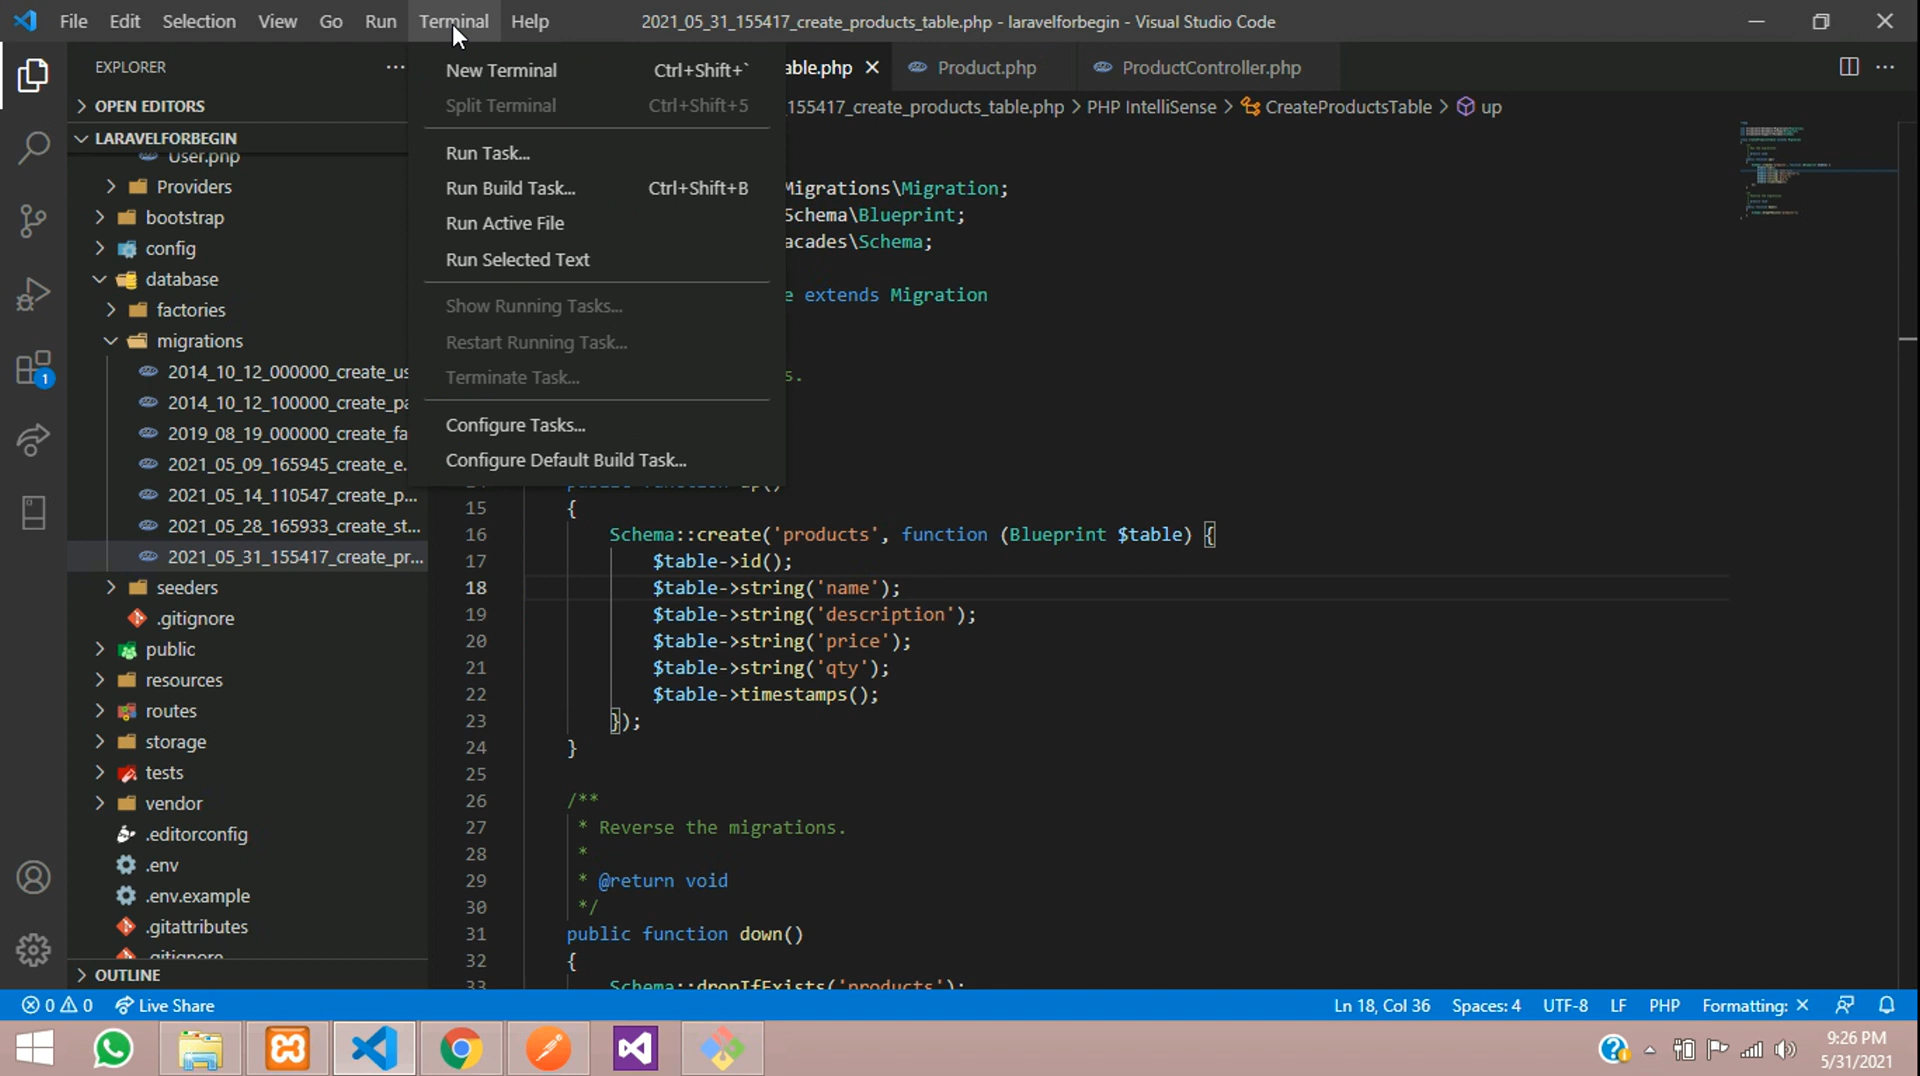 File Edit Selection View Go Run Terminal Help 2021_05_31_155417_create_products_table.php - laravelforbegin - Visual Studio Code
EXPLORER
OPEN EDITORS
LARAVELFORBEGIN
User.php
Providers
bootstrap
config
database
factories
migrations
2014_10_12_000000_create_us
2014_10_12_100000_create_pa
2019_08_19_000000_create_fa
2021_05_09_165945_create_e.
2021_05_14_110547_create_p...
2021_05_28_165933_create_st...
2021_05_31_155417_create_pr...
seeders
.gitignore
public
resources
routes
storage
tests
vendor
.editorconfig
.env
.env.example
.gitattributes
.gitignore
OUTLINE
New Terminal Ctrl+Shift+`
Split Terminal Ctrl+Shift+5
Run Task...
Run Build Task... Ctrl+Shift+B
Run Active File
Run Selected Text
Show Running Tasks...
Restart Running Task...
Terminate Task...
Configure Tasks...
Configure Default Build Task...
able.php Product.php ProductController.php
155417_create_products_table.php > PHP IntelliSense > CreateProductsTable > up
Migrations\Migration;
Schema\Blueprint;
acades\Schema;
e extends Migration
s.
public function up()
15 {
16 Schema::create('products', function (Blueprint $table) {
17 $table->id();
18 $table->string('name');
19 $table->string('description');
20 $table->string('price');
21 $table->string('qty');
22 $table->timestamps();
23 });
24 }
25
26 /**
27 * Reverse the migrations.
28 *
29 * @return void
30 */
31 public function down()
32 {
33 Schema::dropIfExists('products');
0 0 Live Share Ln 18, Col 36 Spaces: 4 UTF-8 LF PHP Formatting: ×
9:26 PM
5/31/2021